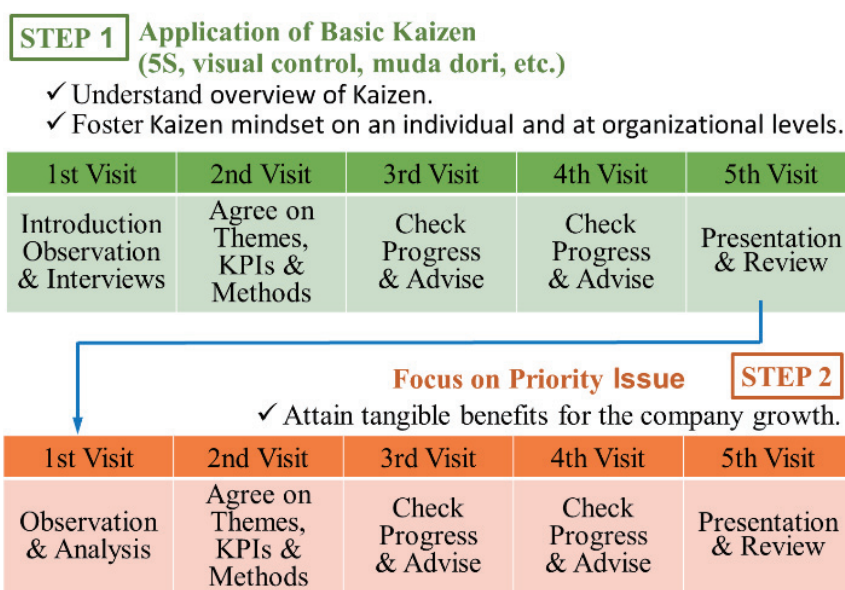 STEP 1
Application of Basic Kaizen
(5S, visual control, muda dori, etc.)
✓ Understand overview of Kaizen.
✓ Foster Kaizen mindset on an individual and at organizational levels.
1st Visit
2nd Visit
3rd Visit
4th Visit
5th Visit
Introduction
Observation
& Interviews
Agree on
Themes,
KPIs &
Methods
Check
Progress
& Advise
Check
Progress
& Advise
Presentation
& Review
Focus on Priority Issue
STEP 2
✓ Attain tangible benefits for the company growth.
1st Visit
2nd Visit
3rd Visit
4th Visit
5th Visit
Observation
& Analysis
Agree on
Themes,
KPIs &
Methods
Check
Progress
& Advise
Check
Progress
& Advise
Presentation
& Review